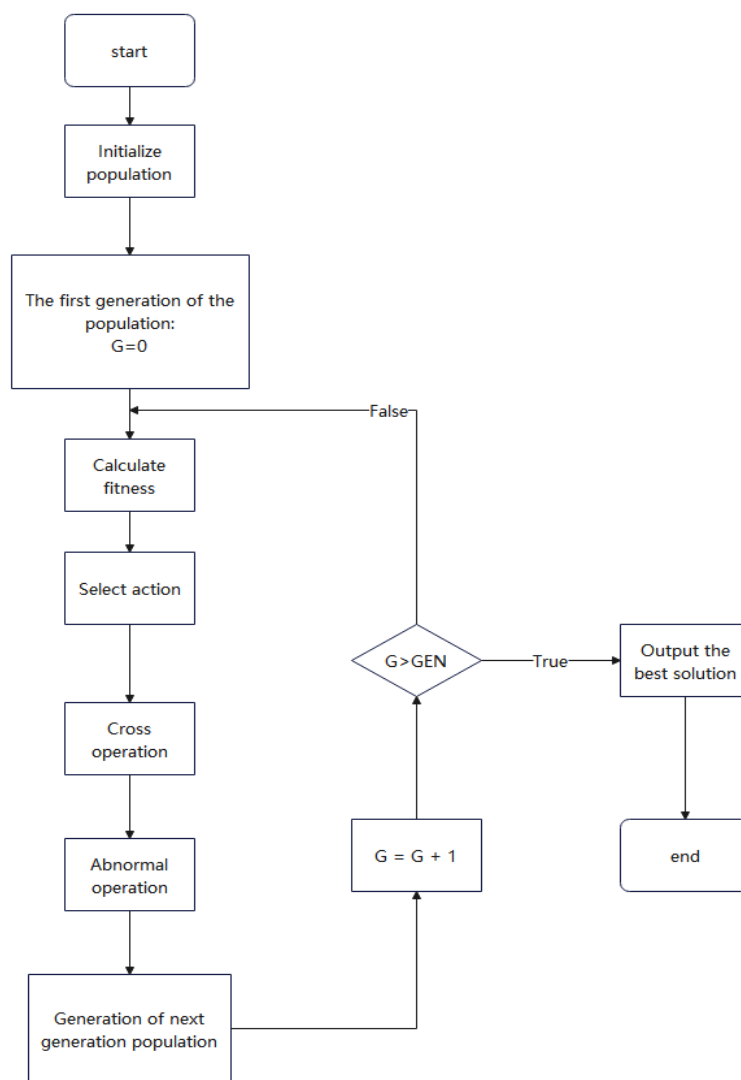 start
Initialize
population
The first generation of the
population:
G=0
False
Calculate
fitness
Select action
Cross
operation
Abnormal
operation
Generation of next
generation population
G = G + 1
G>GEN
True
Output the
best solution
end